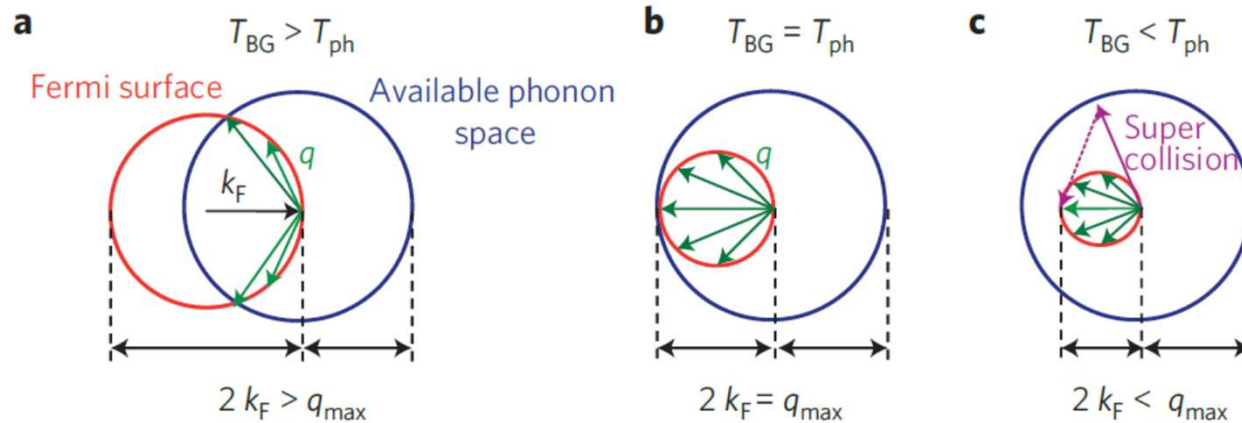 a
T_BG > T_ph
Fermi surface
Available phonon
space
q
k_F
2 k_F > q_max
b
T_BG = T_ph
q
2 k_F = q_max
c
T_BG < T_ph
Super
collision
2 k_F < q_max